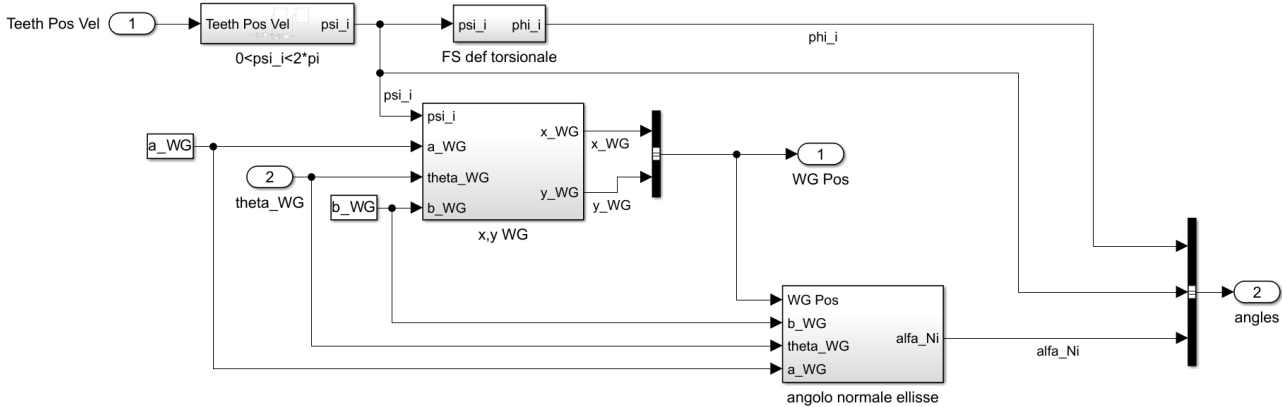 Teeth Pos Vel
1
Teeth Pos Vel
psi_i
0<psi_i<2*pi
psi_i
phi_i
FS def torsionale
phi_i
psi_i
a_WG
2
theta_WG
b_WG
psi_i
a_WG
theta_WG
b_WG
x_WG
y_WG
x,y WG
x_WG
y_WG
1
WG Pos
WG Pos
b_WG
theta_WG
a_WG
alfa_Ni
angolo normale ellisse
alfa_Ni
2
angles